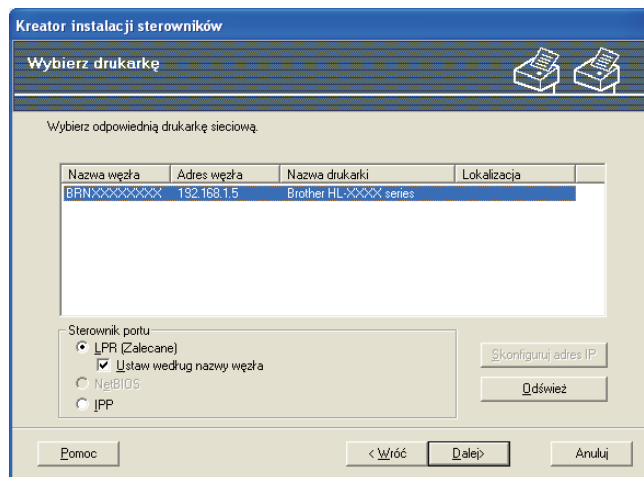 Kreator instalacji sterowników
Wybierz drukarkę
Wybierz odpowiednią drukarkę sieciową.
Nazwa węzła Adres węzła Nazwa drukarki Lokalizacja
BRNXXXXXXXXX 192.168.1.5 Brother HL-XXXX series
Sterownik portu
LPR (Zalecane)
Ustaw według nazwy węzła
NetBIOS
IPP
Skonfiguruj adres IP
Odśwież
Pomoc < Wróć Dalej> Anuluj